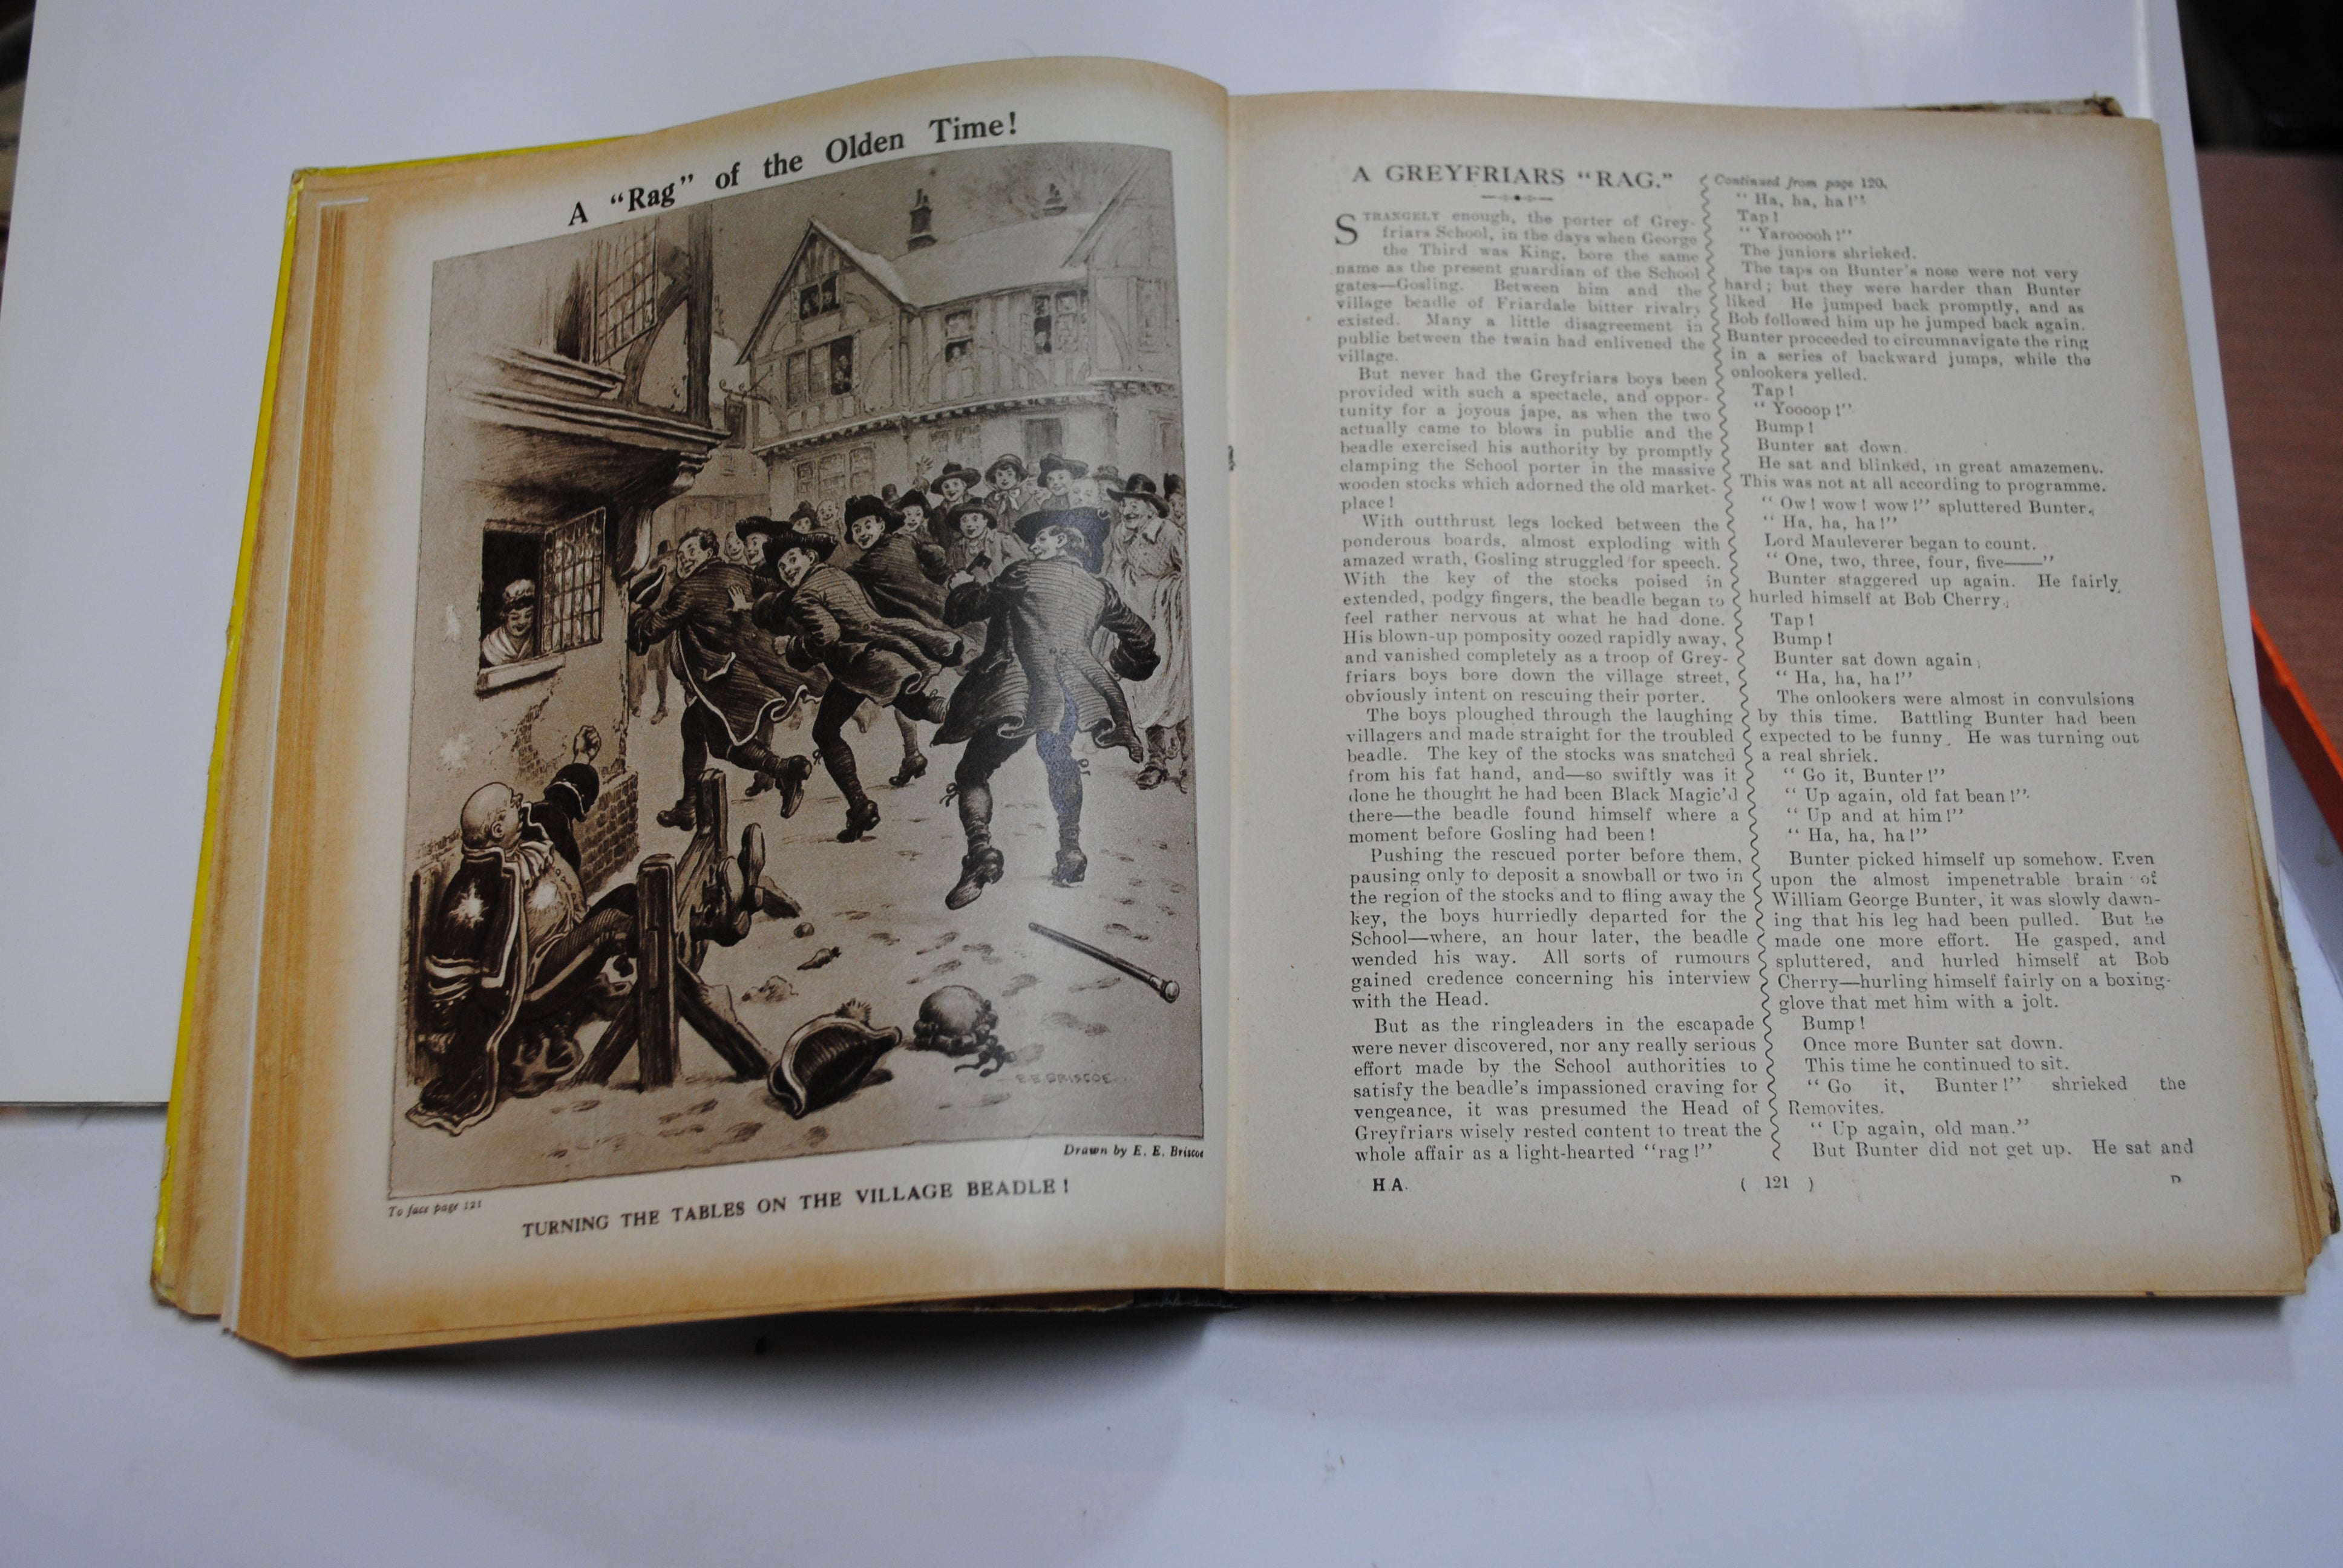 A “Rag” of the Olden Time!
E. E. BRISCOE
Drawn by E. E. Briscoe
To face page 121
TURNING THE TABLES ON THE VILLAGE BEADLE!
A GREYFRIARS “RAG.”
STRANGELY enough, the porter of Grey-
friars School, in the days when George
the Third was King, bore the same
name as the present guardian of the School
gates—Gosling. Between him and the
village beadle of Friardale bitter rivalry
existed. Many a little disagreement in
public between the twain had enlivened the
village.
But never had the Greyfriars boys been
provided with such a spectacle, and oppor-
tunity for a joyous jape, as when the two
actually came to blows in public and the
beadle exercised his authority by promptly
clamping the School porter in the massive
wooden stocks which adorned the old market-
place!
With outthrust legs locked between the
ponderous boards, almost exploding with
amazed wrath, Gosling struggled for speech.
With the key of the stocks poised in
extended, podgy fingers, the beadle began to
feel rather nervous at what he had done.
His blown-up pomposity oozed rapidly away,
and vanished completely as a troop of Grey-
friars boys bore down the village street,
obviously intent on rescuing their porter.
The boys ploughed through the laughing
villagers and made straight for the troubled
beadle. The key of the stocks was snatched
from his fat hand, and—so swiftly was it
done he thought he had been Black Magic'd
there—the beadle found himself where a
moment before Gosling had been!
Pushing the rescued porter before them,
pausing only to deposit a snowball or two in
the region of the stocks and to fling away the
key, the boys hurriedly departed for the
School—where, an hour later, the beadle
wended his way. All sorts of rumours
gained credence concerning his interview
with the Head.
But as the ringleaders in the escapade
were never discovered, nor any really serious
effort made by the School authorities to
satisfy the beadle's impassioned craving for
vengeance, it was presumed the Head of
Greyfriars wisely rested content to treat the
whole affair as a light-hearted “rag!”
Continued from page 120.
“Ha, ha, ha!”
Tap!
“Yarooooh!”
The juniors shrieked.
The taps on Bunter's nose were not very
hard; but they were harder than Bunter
liked He jumped back promptly, and as
Bob followed him up he jumped back again.
Bunter proceeded to circumnavigate the ring
in a series of backward jumps, while the
onlookers yelled.
Tap!
“Yoooop!”
Bump!
Bunter sat down.
He sat and blinked, in great amazement.
This was not at all according to programme.
“Ow! wow! wow!” spluttered Bunter.
“Ha, ha, ha!”
Lord Mauleverer began to count.
“One, two, three, four, five——”
Bunter staggered up again. He fairly
hurled himself at Bob Cherry.
Tap!
Bump!
Bunter sat down again.
“Ha, ha, ha!”
The onlookers were almost in convulsions
by this time. Battling Bunter had been
expected to be funny. He was turning out
a real shriek.
“Go it, Bunter!”
“Up again, old fat bean!”
“Up and at him!”
“Ha, ha, ha!”
Bunter picked himself up somehow. Even
upon the almost impenetrable brain of
William George Bunter, it was slowly dawn-
ing that his leg had been pulled. But he
made one more effort. He gasped, and
spluttered, and hurled himself at Bob
Cherry—hurling himself fairly on a boxing-
glove that met him with a jolt.
Bump!
Once more Bunter sat down.
This time he continued to sit.
“Go it, Bunter!” shrieked the
Removites.
“Up again, old man.”
But Bunter did not get up. He sat and
H A.
( 121 )